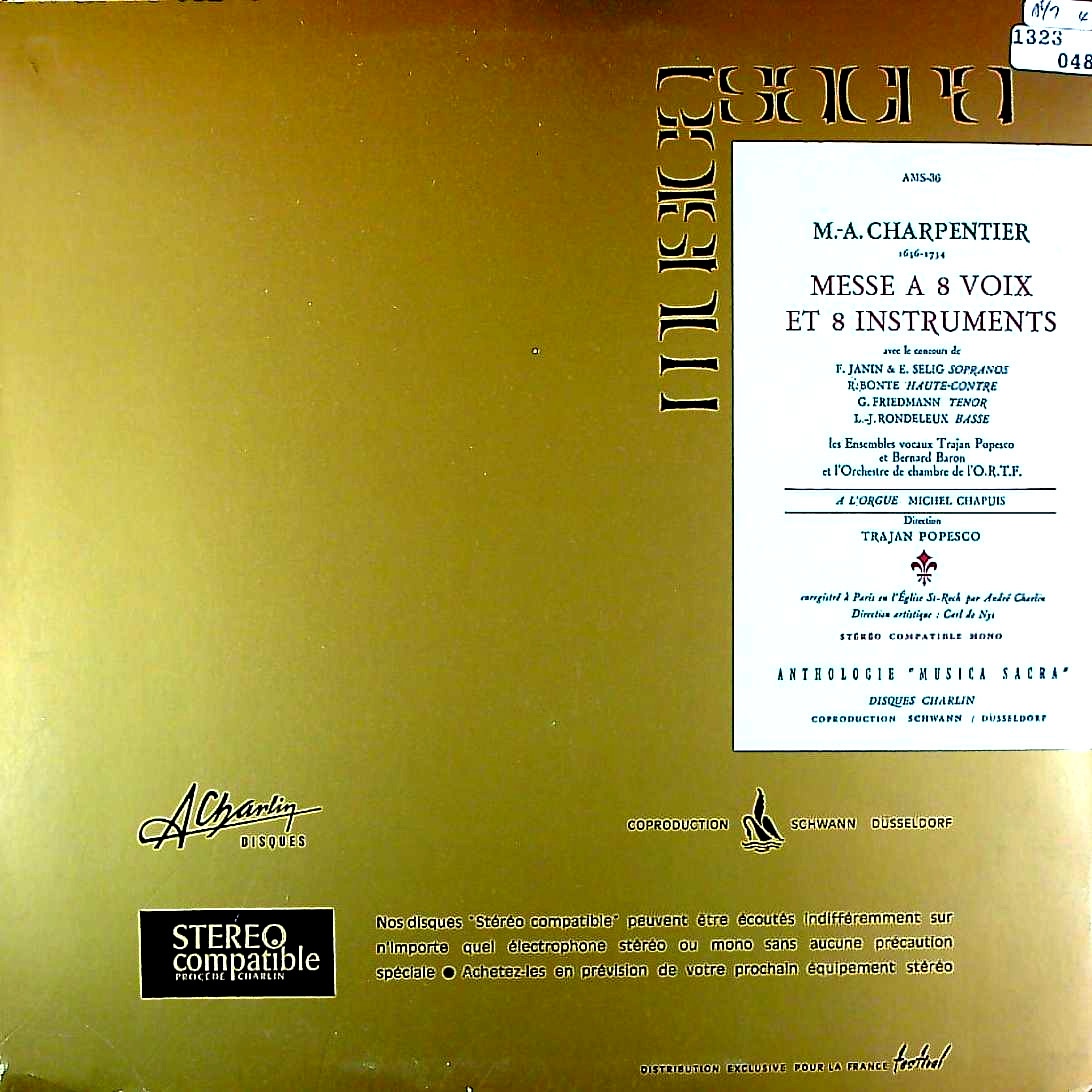 1323
048
musica
sacra
AMS-36
M.-A. CHARPENTIER
1636-1734
MESSE A 8 VOIX
ET 8 INSTRUMENTS
avec le concours de
F. JANIN & E. SELIG SOPRANOS
R. BONTE HAUTE-CONTRE
G. FRIEDMANN TENOR
L.-J. RONDELEUX BASSE
les Ensembles vocaux Trajan Popesco
et Bernard Baron
et l'Orchestre de chambre de l'O.R.T.F.
A L'ORGUE MICHEL CHAPUIS
Direction
TRAJAN POPESCO
enregistré à Paris en l'Église St-Roch par André Charlin
Direction artistique : Carl de Nys
STÉRÉO COMPATIBLE MONO
ANTHOLOGIE "MUSICA SACRA"
DISQUES CHARLIN
COPRODUCTION SCHWANN / DÜSSELDORF
A Charlin
DISQUES
COPRODUCTION SCHWANN DÜSSELDORF
STEREO
compatible
PROCÉDÉ CHARLIN
Nos disques "Stéréo compatible" peuvent être écoutés indifféremment sur
n'importe quel électrophone stéréo ou mono sans aucune précaution
spéciale ● Achetez-les en prévision de votre prochain équipement stéréo
DISTRIBUTION EXCLUSIVE POUR LA FRANCE festival